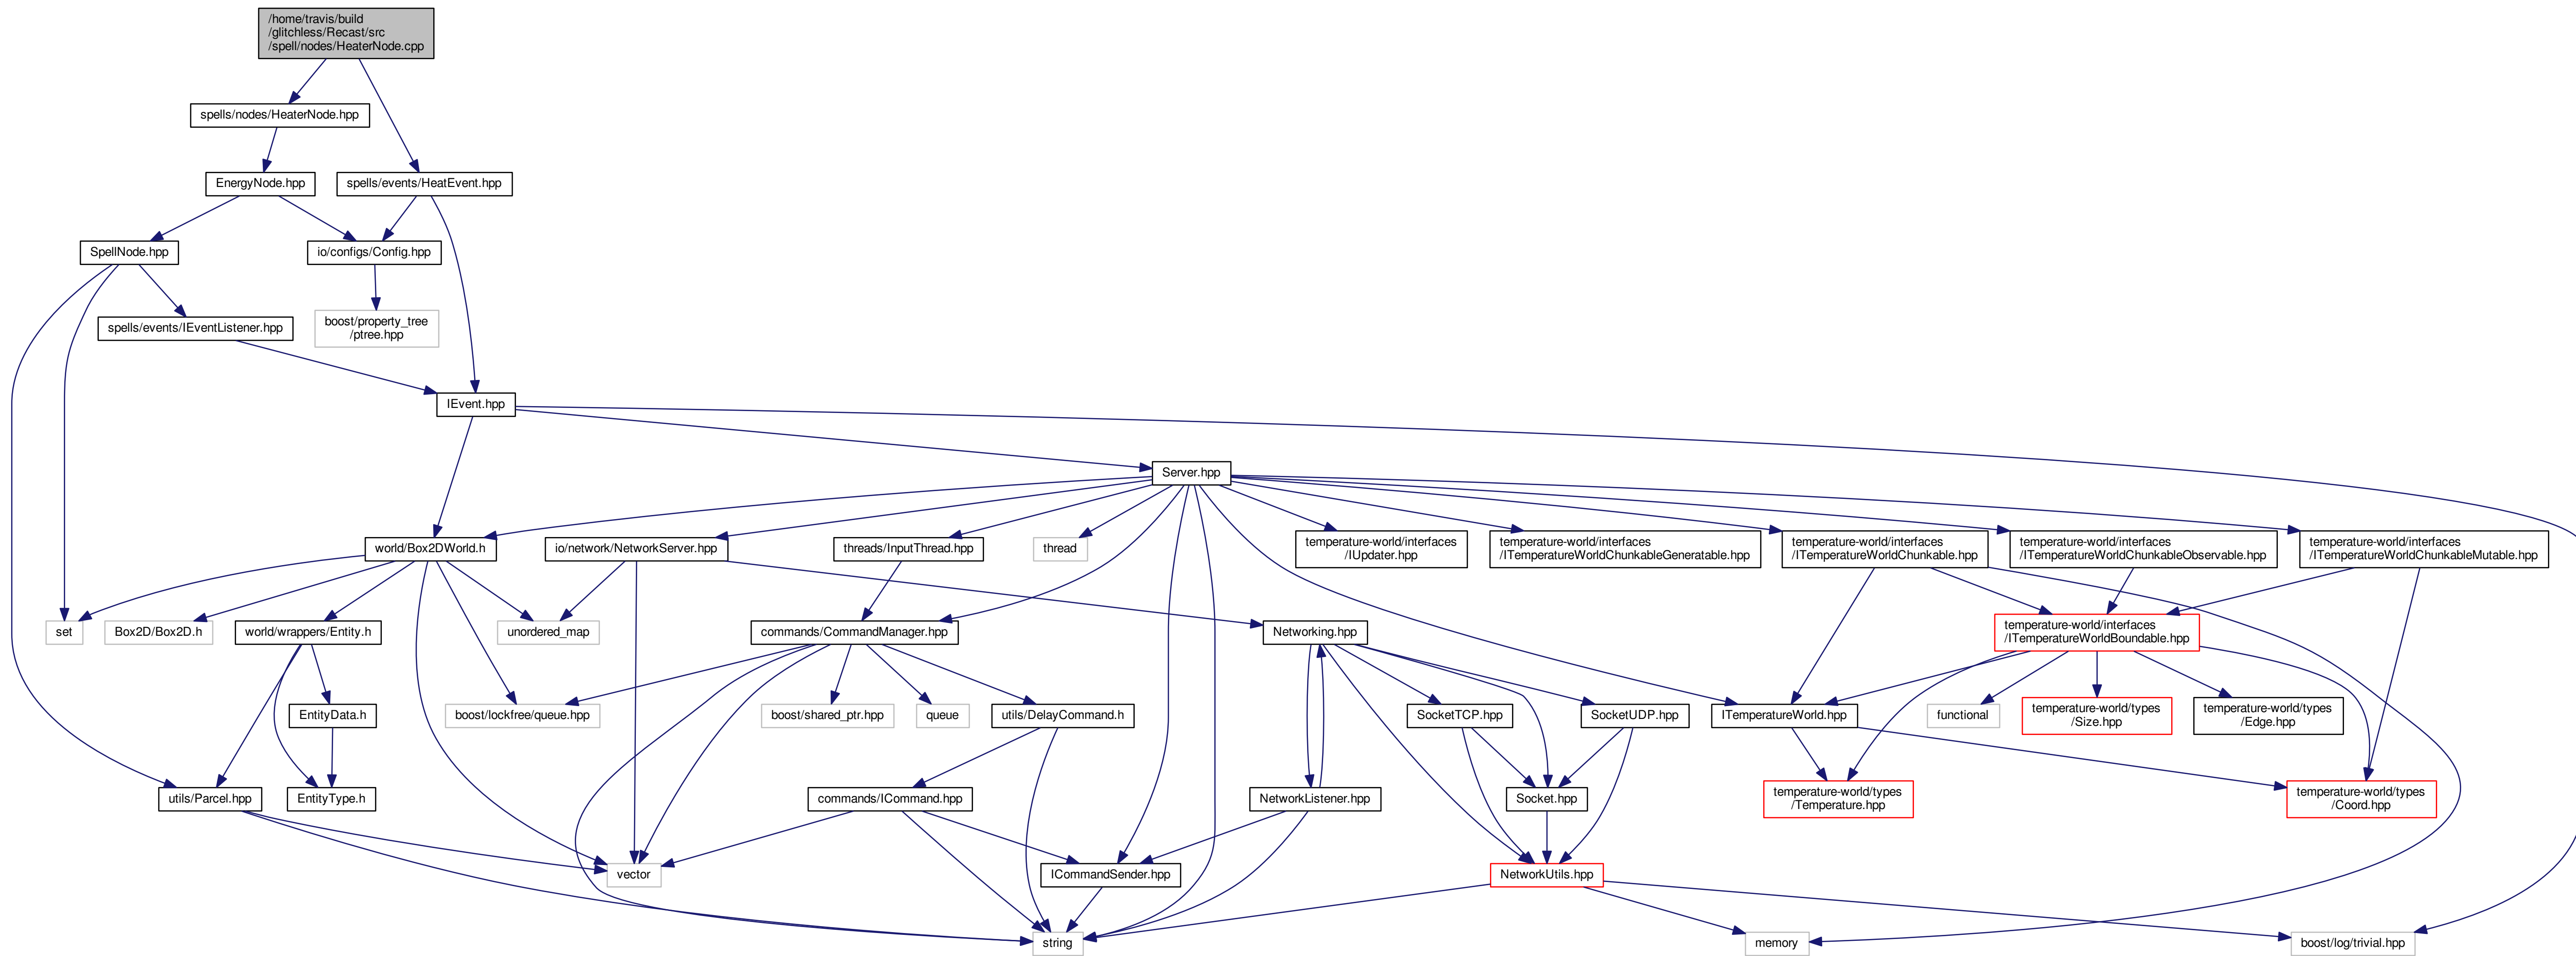 /home/travis/build
/glitchless/Recast/src
/spell/nodes/HeaterNode.cpp
spells/nodes/HeaterNode.hpp
EnergyNode.hpp
spells/events/HeatEvent.hpp
SpellNode.hpp
io/configs/Config.hpp
spells/events/IEventListener.hpp
boost/property_tree
/ptree.hpp
IEvent.hpp
Server.hpp
world/Box2DWorld.h
io/network/NetworkServer.hpp
threads/InputThread.hpp
thread
temperature-world/interfaces
/IUpdater.hpp
temperature-world/interfaces
/ITemperatureWorldChunkableGeneratable.hpp
temperature-world/interfaces
/ITemperatureWorldChunkable.hpp
temperature-world/interfaces
/ITemperatureWorldChunkableObservable.hpp
temperature-world/interfaces
/ITemperatureWorldChunkableMutable.hpp
set
Box2D/Box2D.h
world/wrappers/Entity.h
unordered_map
commands/CommandManager.hpp
Networking.hpp
temperature-world/interfaces
/ITemperatureWorldBoundable.hpp
EntityData.h
boost/lockfree/queue.hpp
boost/shared_ptr.hpp
queue
utils/DelayCommand.h
SocketTCP.hpp
SocketUDP.hpp
ITemperatureWorld.hpp
functional
temperature-world/types
/Size.hpp
temperature-world/types
/Edge.hpp
utils/Parcel.hpp
EntityType.h
commands/ICommand.hpp
NetworkListener.hpp
Socket.hpp
temperature-world/types
/Temperature.hpp
temperature-world/types
/Coord.hpp
vector
ICommandSender.hpp
NetworkUtils.hpp
string
memory
boost/log/trivial.hpp